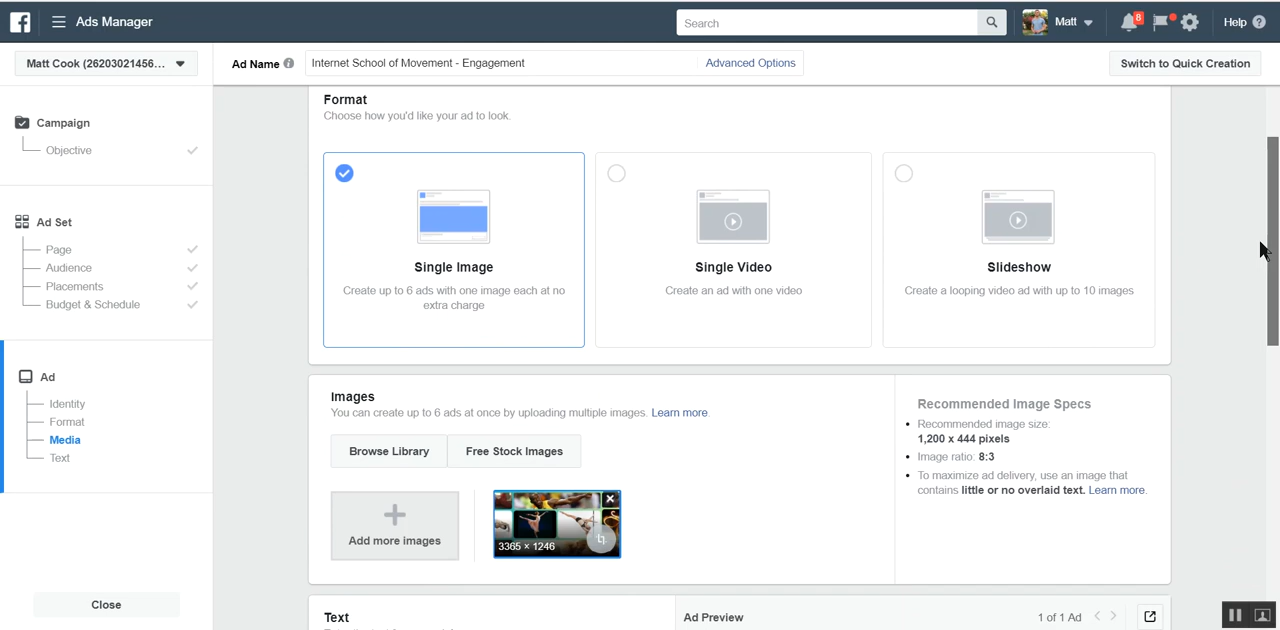 Ads Manager
Search
Matt
8
Help
Matt Cook (26203021456...
Ad Name
Internet School of Movement - Engagement
Advanced Options
Switch to Quick Creation
Campaign
Objective
Ad Set
Page
Audience
Placements
Budget & Schedule
Ad
Identity
Format
Media
Text
Close
Format
Choose how you'd like your ad to look.
Single Image
Create up to 6 ads with one image each at no
extra charge
Single Video
Create an ad with one video
Slideshow
Create a looping video ad with up to 10 images
Images
You can create up to 6 ads at once by uploading multiple images. Learn more.
Browse Library
Free Stock Images
Add more images
3365 × 1246
Recommended Image Specs
Recommended image size:
1,200 x 444 pixels
Image ratio: 8:3
To maximize ad delivery, use an image that
contains little or no overlaid text. Learn more.
Text
Ad Preview
1 of 1 Ad